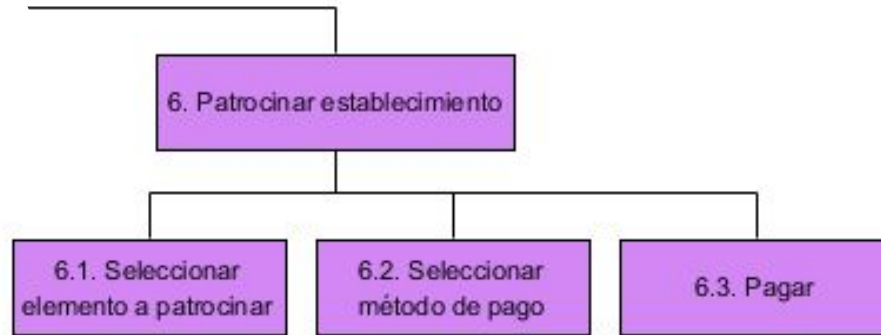 6. Patrocinar establecimiento
6.1. Seleccionar
elemento a patrocinar
6.2. Seleccionar
método de pago
6.3. Pagar